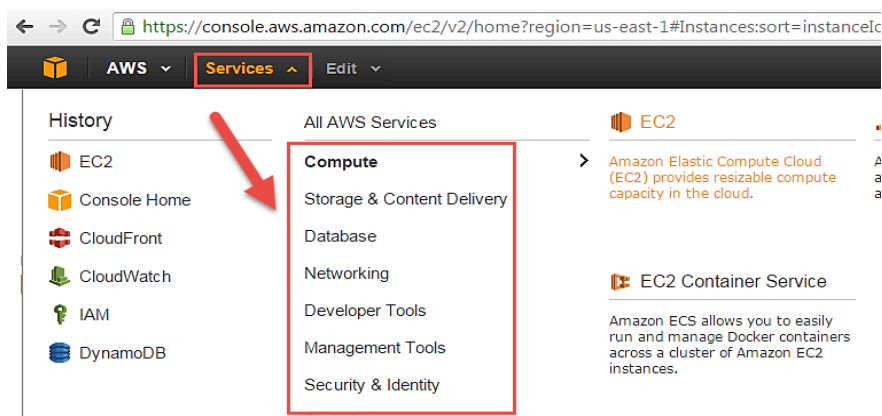 https://console.aws.amazon.com/ec2/v2/home?region=us-east-1#Instances:sort=instanceId
AWS Services Edit
History
EC2
Console Home
CloudFront
CloudWatch
IAM
DynamoDB
All AWS Services
Compute
Storage & Content Delivery
Database
Networking
Developer Tools
Management Tools
Security & Identity
EC2
Amazon Elastic Compute Cloud
(EC2) provides resizable compute
capacity in the cloud.
EC2 Container Service
Amazon ECS allows you to easily
run and manage Docker containers
across a cluster of Amazon EC2
instances.